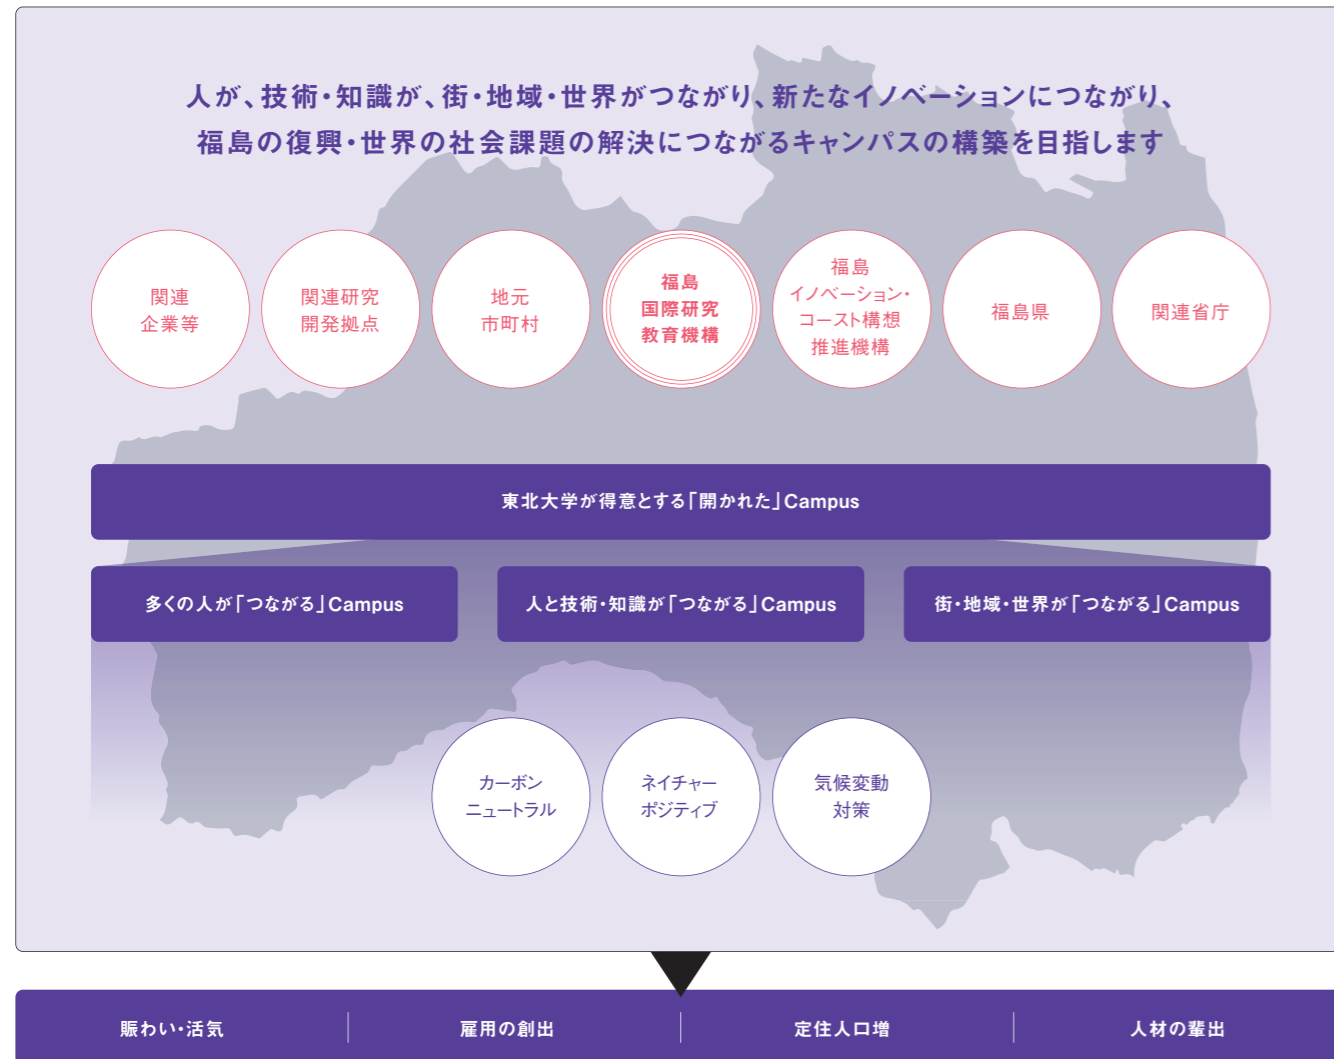 人が、技術・知識が、街・地域・世界がつながり、新たなイノベーションにつながり、
福島の復興・世界の社会課題の解決につながるキャンパスの構築を目指します
関連
企業等
関連研究
開発拠点
地元
市町村
福島
国際研究
教育機構
福島
イノベーション・
コースト構想
推進機構
福島県
関連省庁
東北大学が得意とする「開かれた」Campus
多くの人が「つながる」Campus
人と技術・知識が「つながる」Campus
街・地域・世界が「つながる」Campus
カーボン
ニュートラル
ネイチャー
ポジティブ
気候変動
対策
賑わい・活気
雇用の創出
定住人口増
人材の輩出